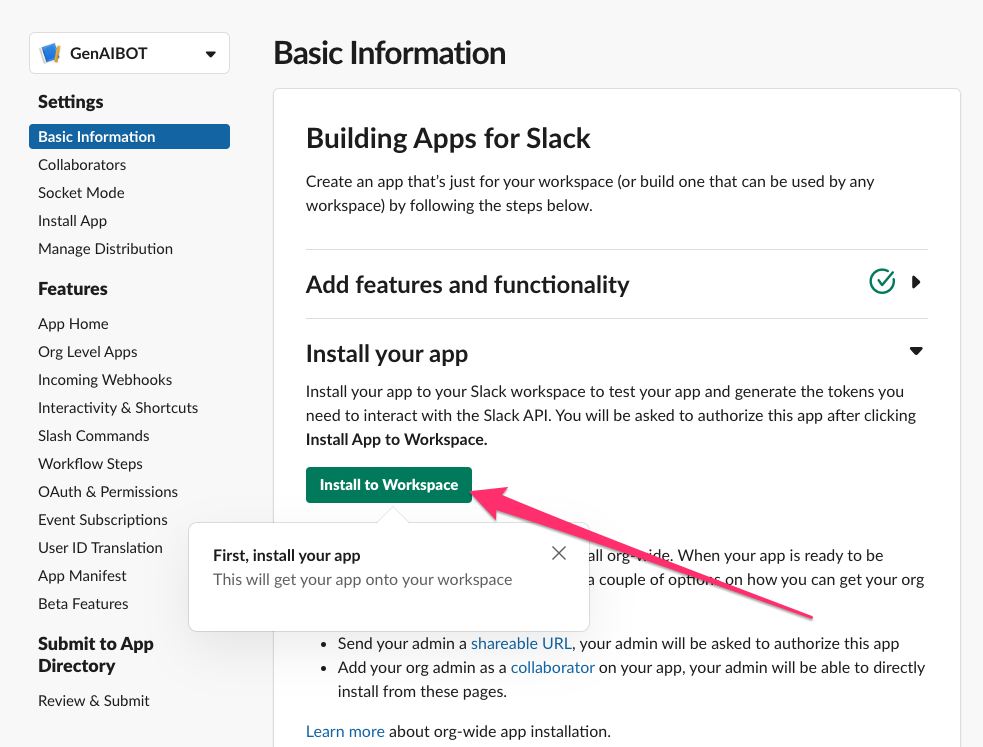 GenAIBOT
Settings
Basic Information
Collaborators
Socket Mode
Install App
Manage Distribution
Features
App Home
Org Level Apps
Incoming Webhooks
Interactivity & Shortcuts
Slash Commands
Workflow Steps
OAuth & Permissions
Event Subscriptions
User ID Translation
App Manifest
Beta Features
Submit to App
Directory
Review & Submit
Basic Information
Building Apps for Slack
Create an app that's just for your workspace (or build one that can be used by any
workspace) by following the steps below.
Add features and functionality
Install your app
Install your app to your Slack workspace to test your app and generate the tokens you
need to interact with the Slack API. You will be asked to authorize this app after clicking
Install App to Workspace.
Install to Workspace
First, install your app
This will get your app onto your workspace
all org-wide. When your app is ready to be
a couple of options on how you can get your org
Send your admin a shareable URL, your admin will be asked to authorize this app
Add your org admin as a collaborator on your app, your admin will be able to directly
install from these pages.
Learn more about org-wide app installation.